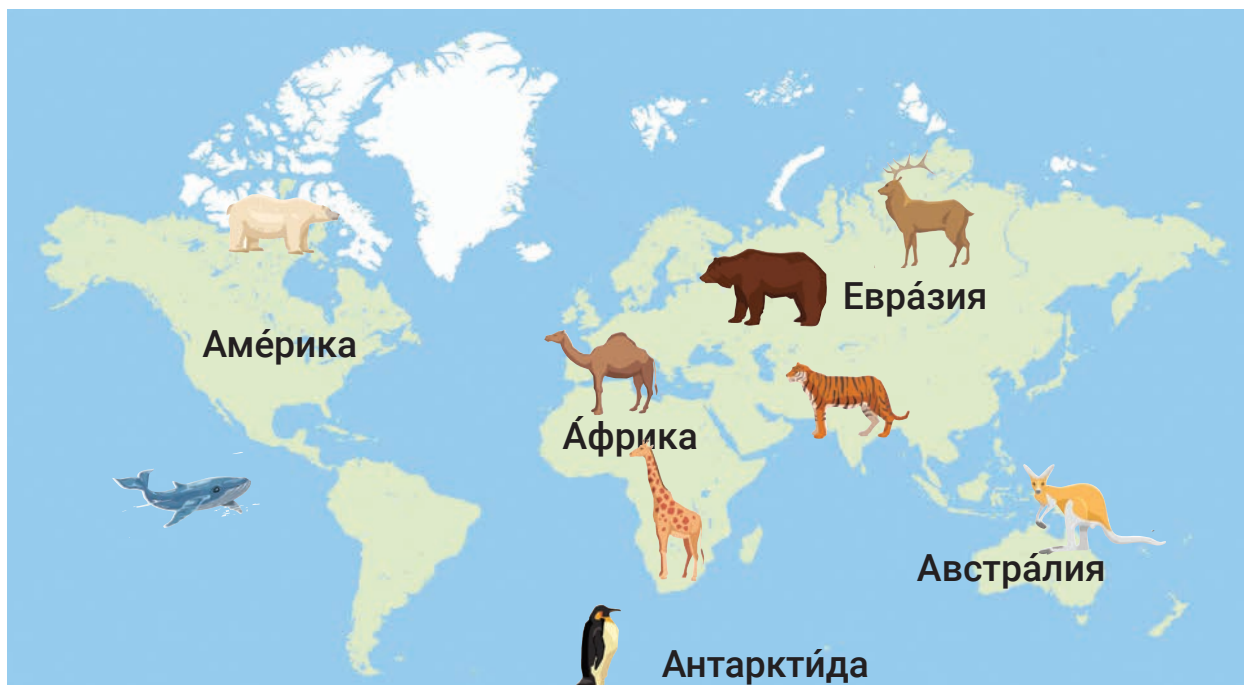 Евра́зия
Аме́рика
А́фрика
Австра́лия
Антаркти́да